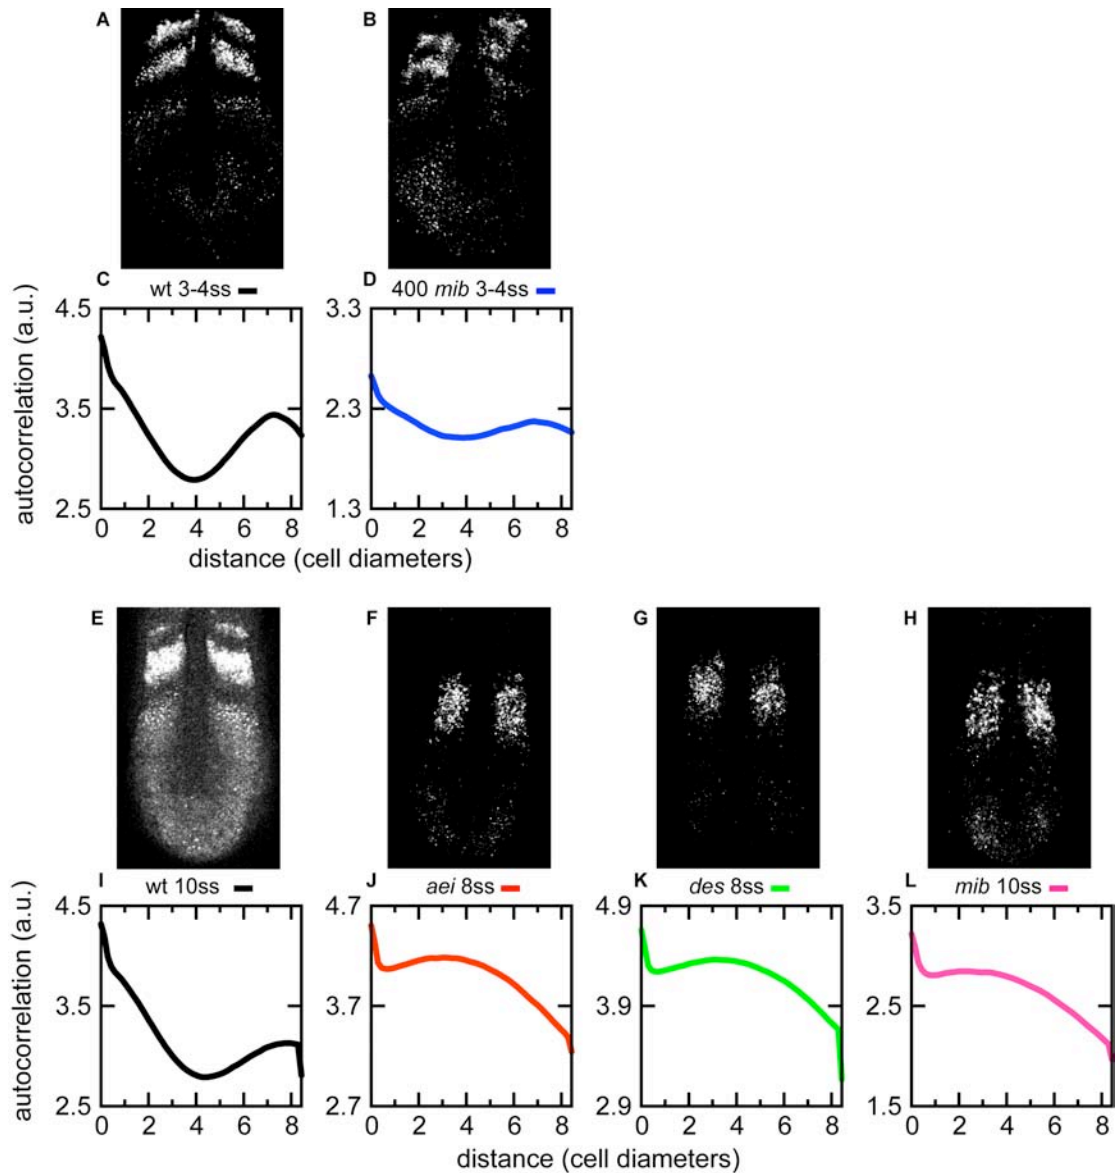 A B
C wt 3-4ss D 400 mib 3-4ss
4.5 3.3
3.5 2.3
2.5 1.3
0 2 4 6 8 0 2 4 6 8
autocorrelation (a.u.)
distance (cell diameters)
E F G H
I wt 10ss J aei 8ss K des 8ss L mib 10ss
4.5 4.7 4.9 3.5
3.5 3.7 3.9 2.5
2.5 2.7 2.9 1.5
0 2 4 6 8 0 2 4 6 8 0 2 4 6 8 0 2 4 6 8
autocorrelation (a.u.)
distance (cell diameters)